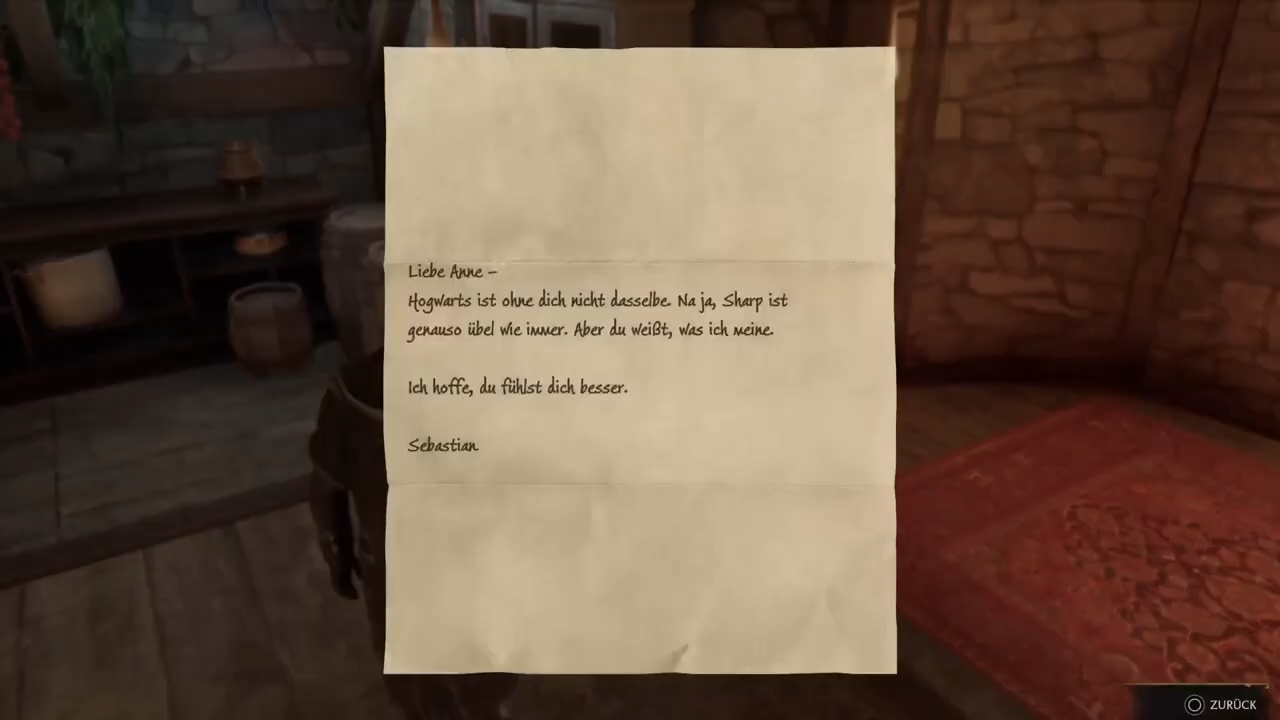 Liebe Anne –
Hogwarts ist ohne dich nicht dasselbe. Na ja, Sharp ist
genauso übel wie immer. Aber du weißt, was ich meine.
Ich hoffe, du fühlst dich besser.
Sebastian
ZURÜCK